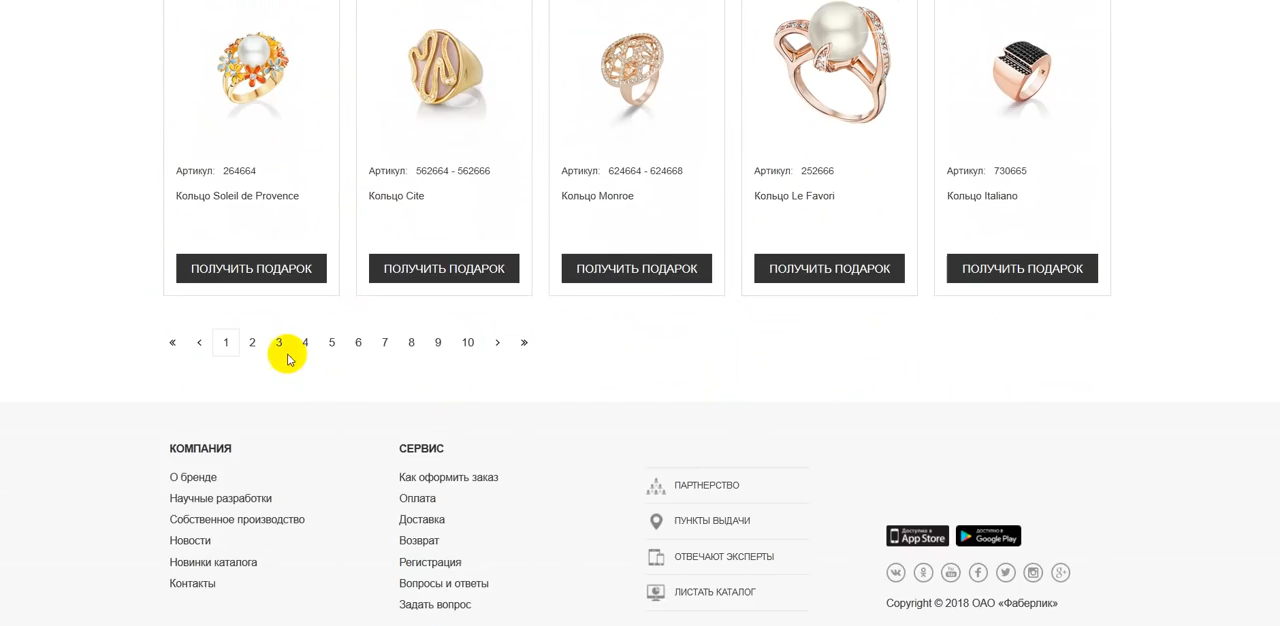 Артикул: 264664 Артикул: 562664 - 562666 Артикул: 624664 - 624668 Артикул: 252666 Артикул: 730665
Кольцо Soleil de Provence Кольцо Cite Кольцо Monroe Кольцо Le Favori Кольцо Italiano
ПОЛУЧИТЬ ПОДАРОК ПОЛУЧИТЬ ПОДАРОК ПОЛУЧИТЬ ПОДАРОК ПОЛУЧИТЬ ПОДАРОК ПОЛУЧИТЬ ПОДАРОК
« ‹ 1 2 3 4 5 6 7 8 9 10 › »
КОМПАНИЯ
О бренде
Научные разработки
Собственное производство
Новости
Новинки каталога
Контакты
СЕРВИС
Как оформить заказ
Оплата
Доставка
Возврат
Регистрация
Вопросы и ответы
Задать вопрос
ПАРТНЕРСТВО
ПУНКТЫ ВЫДАЧИ
ОТВЕЧАЮТ ЭКСПЕРТЫ
ЛИСТАТЬ КАТАЛОГ
Доступно в App Store
ДОСТУПНО В Google Play
Copyright © 2018 ОАО «Фаберлик»